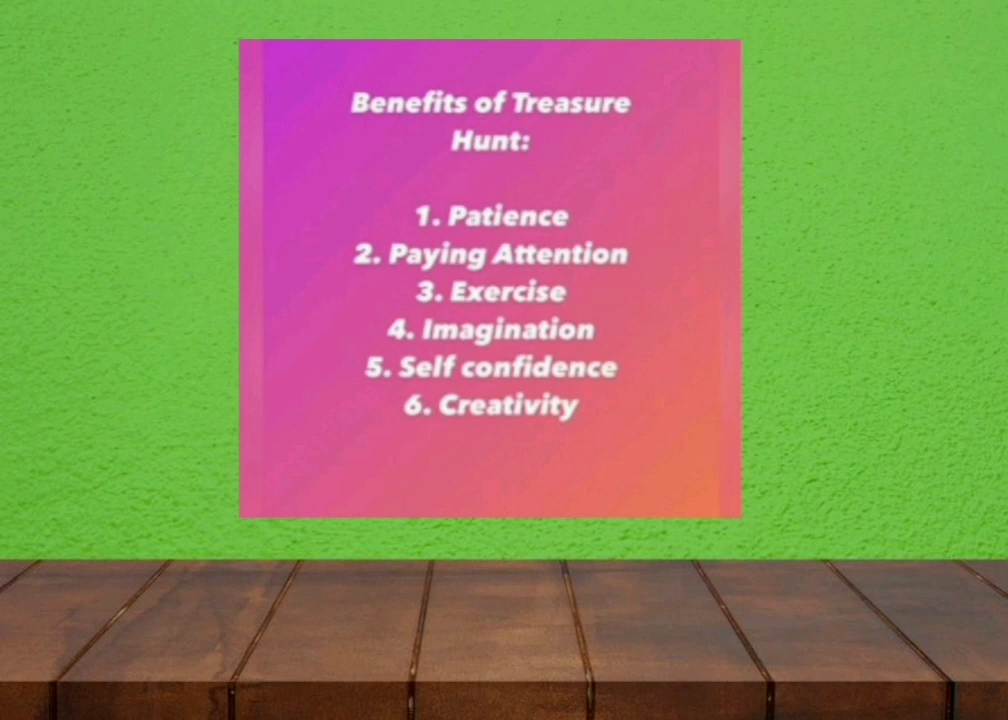 Benefits of Treasure
Hunt:
1. Patience
2. Paying Attention
3. Exercise
4. Imagination
5. Self confidence
6. Creativity